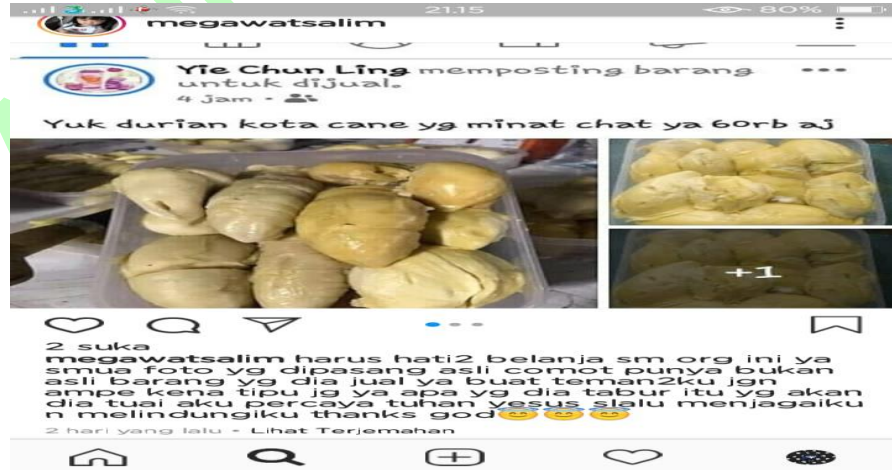 21.15
80%
megawatsalim
Yie Chun Ling memposting barang
untuk dijual.
4 jam
Yuk durian kota cane yg minat chat ya 60rb aj
+1
2 suka
megawatsalim harus hati2 belanja sm org ini ya
smua foto yg dipasang asli comot punya bukan
asli barang yg dia jual ya buat teman2ku jgn
ampe kena tipu jg ya apa yg dia tabur itu yg akan
dia tuai aku percaya tuhan yesus slalu menjagaiku
n melindungiku thanks god😇😇😇
2 hari yang lalu • Lihat Terjemahan